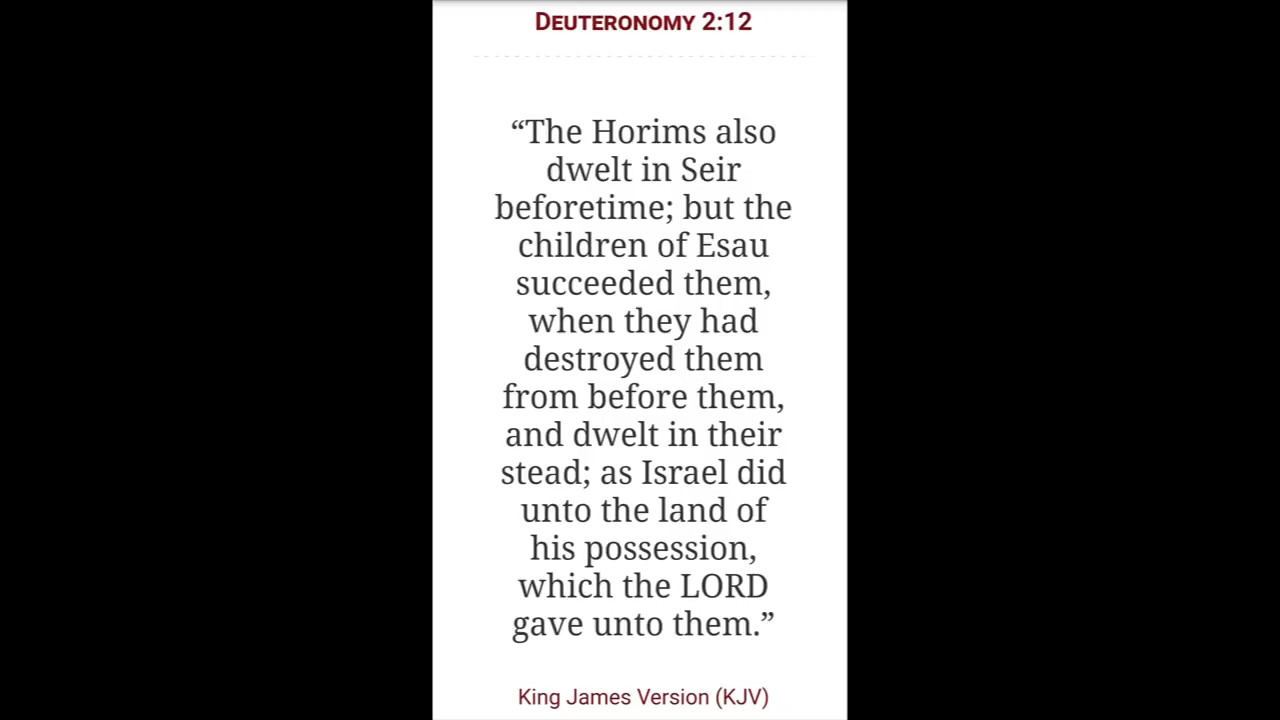 DEUTERONOMY 2:12
“The Horims also
dwelt in Seir
beforetime; but the
children of Esau
succeeded them,
when they had
destroyed them
from before them,
and dwelt in their
stead; as Israel did
unto the land of
his possession,
which the LORD
gave unto them.”
King James Version (KJV)